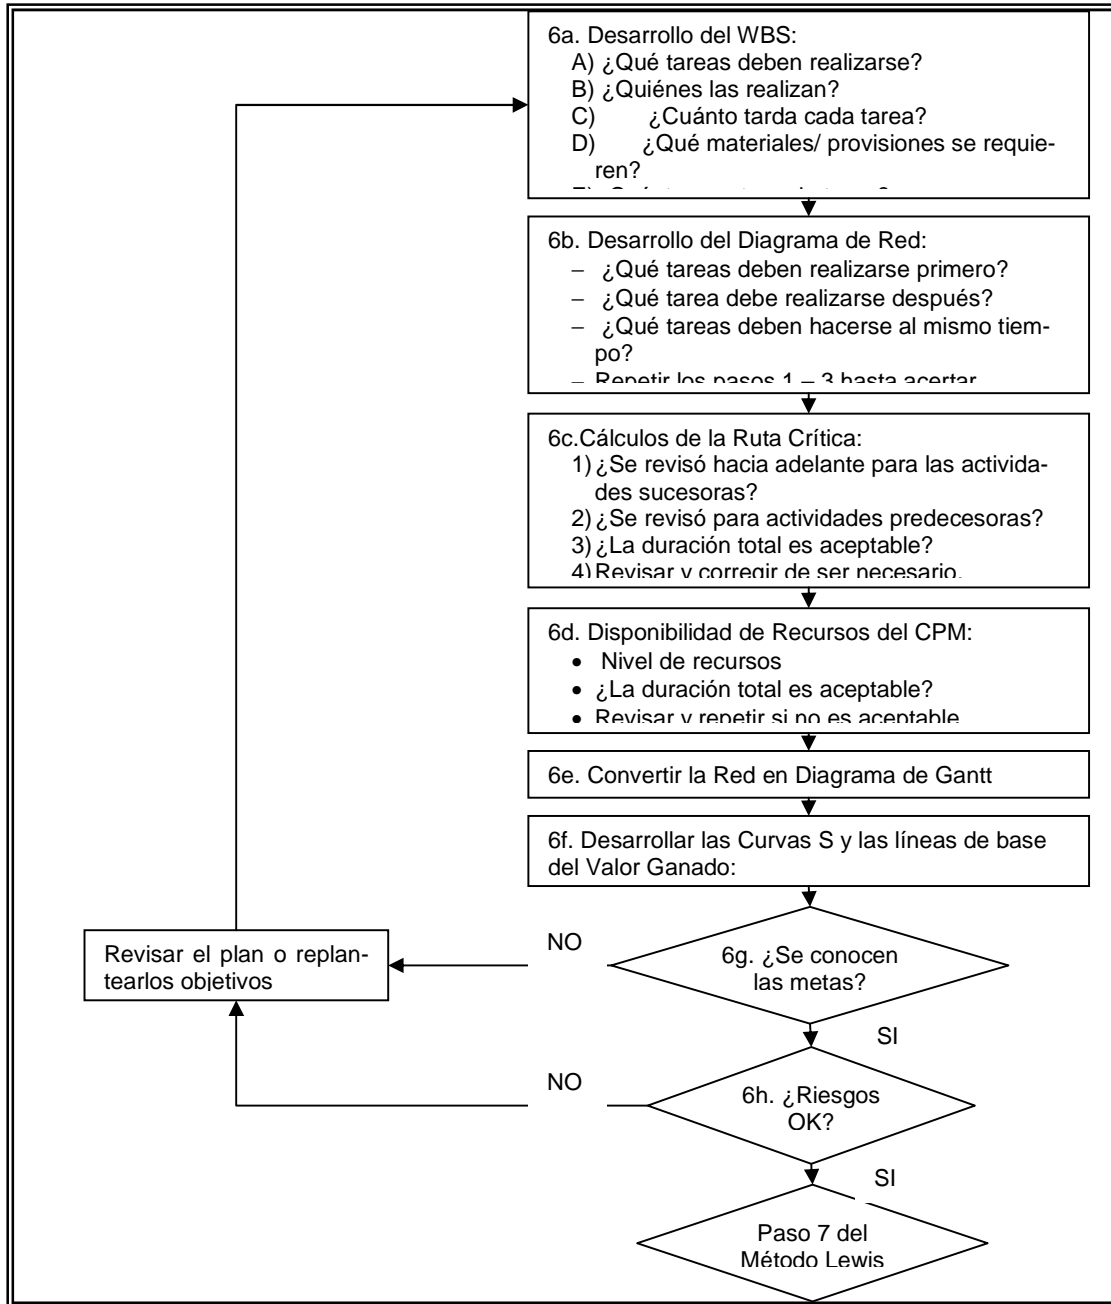 6a. Desarrollo del WBS:
A) ¿Qué tareas deben realizarse?
B) ¿Quiénes las realizan?
C) ¿Cuánto tarda cada tarea?
D) ¿Qué materiales/ provisiones se requie-
ren?
6b. Desarrollo del Diagrama de Red:
– ¿Qué tareas deben realizarse primero?
– ¿Qué tarea debe realizarse después?
– ¿Qué tareas deben hacerse al mismo tiem-
po?
– Repetir los pasos 1 – 3 hasta acertar
6c.Cálculos de la Ruta Crítica:
1) ¿Se revisó hacia adelante para las activida-
des sucesoras?
2) ¿Se revisó para actividades predecesoras?
3) ¿La duración total es aceptable?
4) Revisar y corregir de ser necesario.
6d. Disponibilidad de Recursos del CPM:
• Nivel de recursos
• ¿La duración total es aceptable?
• Revisar y repetir si no es aceptable
6e. Convertir la Red en Diagrama de Gantt
6f. Desarrollar las Curvas S y las líneas de base
del Valor Ganado:
NO
Revisar el plan o replan-
tearlos objetivos
6g. ¿Se conocen
las metas?
SI
NO
6h. ¿Riesgos
OK?
SI
Paso 7 del
Método Lewis